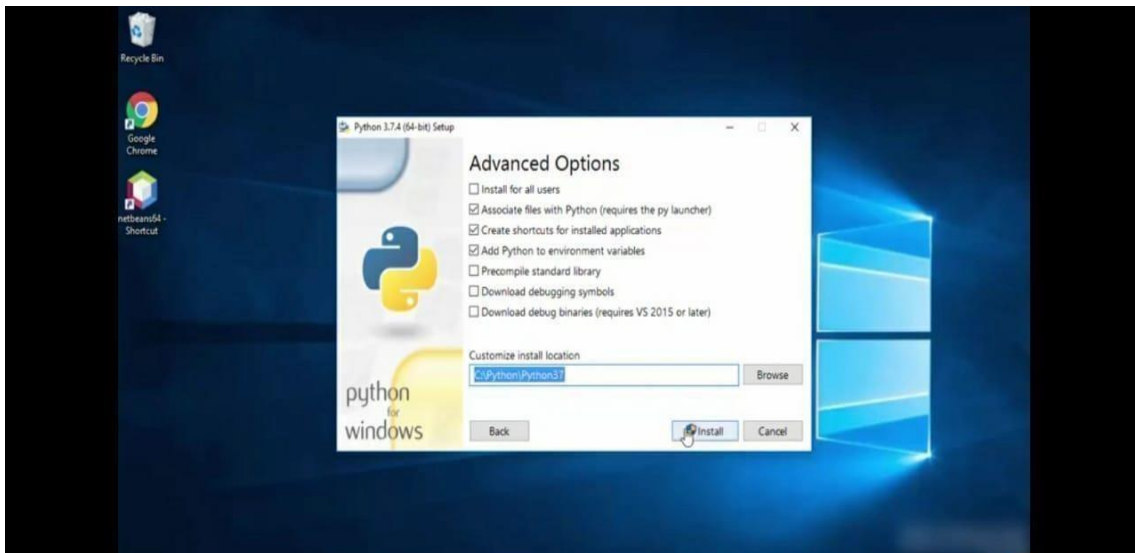 Recycle Bin
Google
Chrome
netbeans64 -
Shortcut
Python 3.7.4 (64-bit) Setup
Advanced Options
Install for all users
Associate files with Python (requires the py launcher)
Create shortcuts for installed applications
Add Python to environment variables
Precompile standard library
Download debugging symbols
Download debug binaries (requires VS 2015 or later)
Customize install location
C:\Python\Python37
Browse
python
for
windows
Back
Install
Cancel